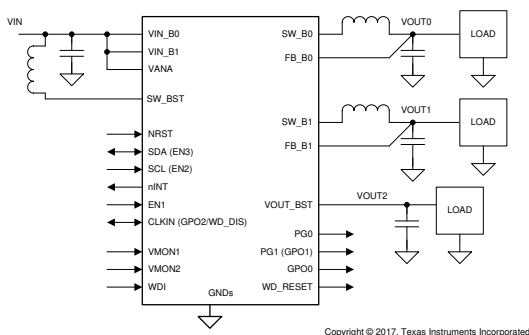 VIN
VIN_B0
VIN_B1
VANA
SW_BST
NRST
SDA (EN3)
SCL (EN2)
nINT
EN1
CLKIN (GPO2/WD_DIS)
VMON1
VMON2
WDI
GNDs
SW_B0
FB_B0
SW_B1
FB_B1
VOUT_BST
PG0
PG1 (GPO1)
GPO0
WD_RESET
VOUT0
LOAD
VOUT1
LOAD
VOUT2
LOAD
Copyright © 2017, Texas Instruments Incorporated